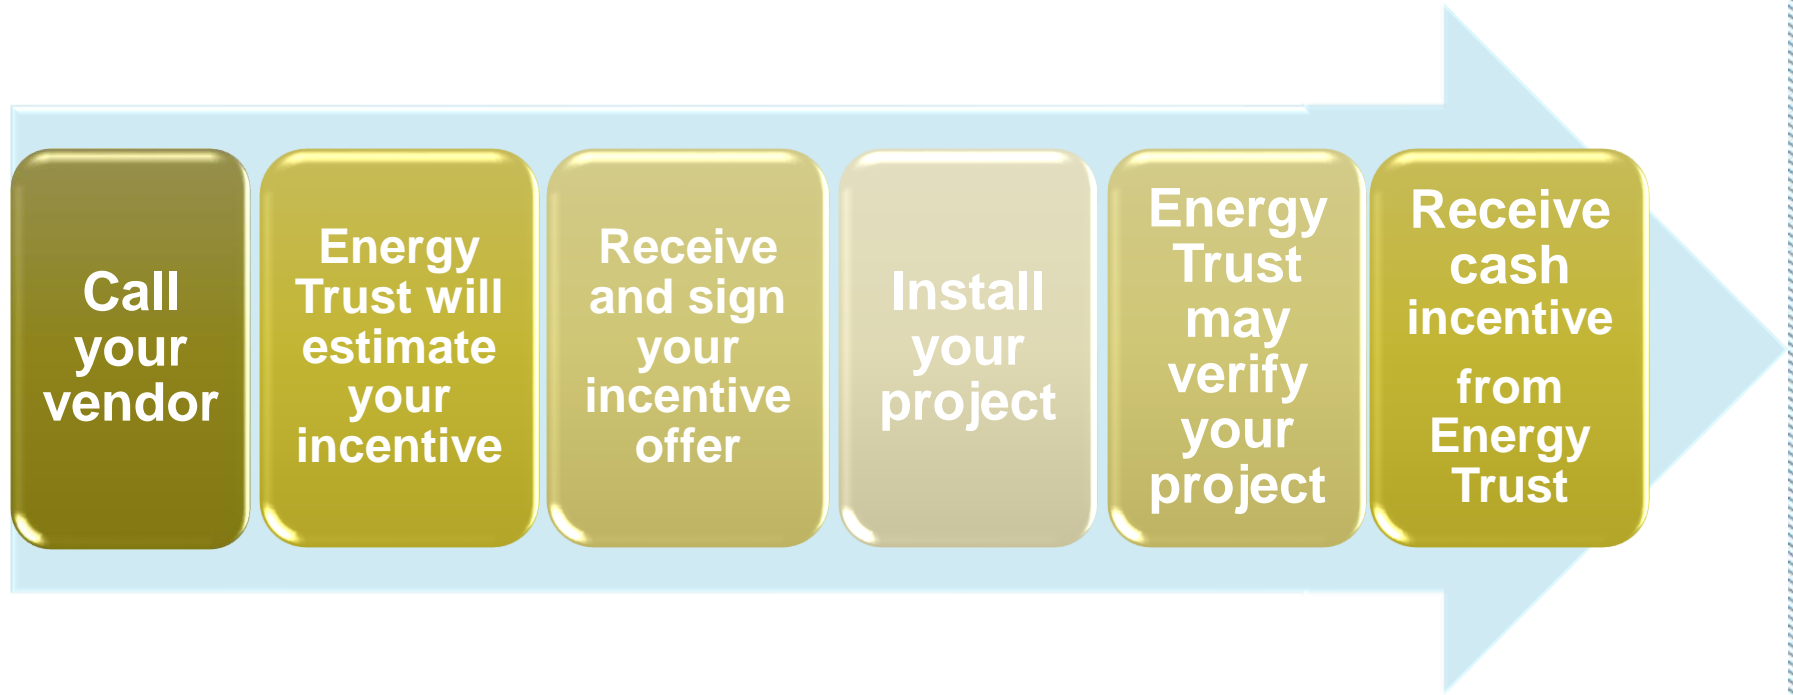 Call
your
vendor
Energy
Trust will
estimate
your
incentive
Receive
and sign
your
incentive
offer
Install
your
project
Energy
Trust
may
verify
your
project
Receive
cash
incentive
from
Energy
Trust